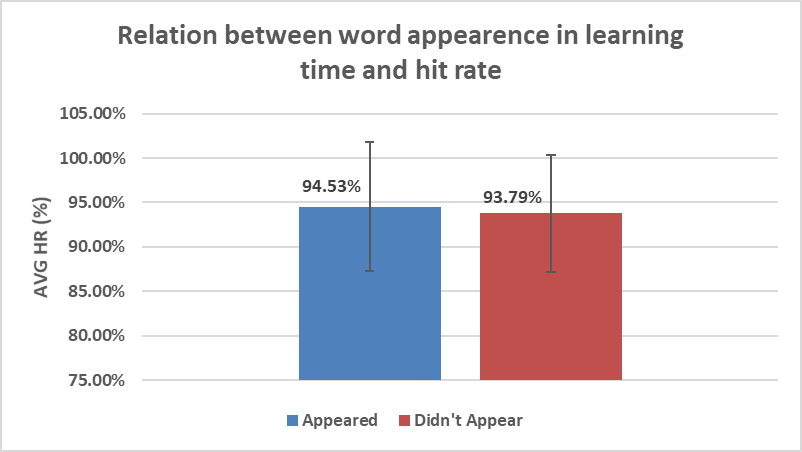 Relation between word appearence in learning
time and hit rate
105.00%
100.00%
95.00%
90.00%
85.00%
80.00%
75.00%
AVG HR (%)
94.53%
93.79%
Appeared
Didn't Appear